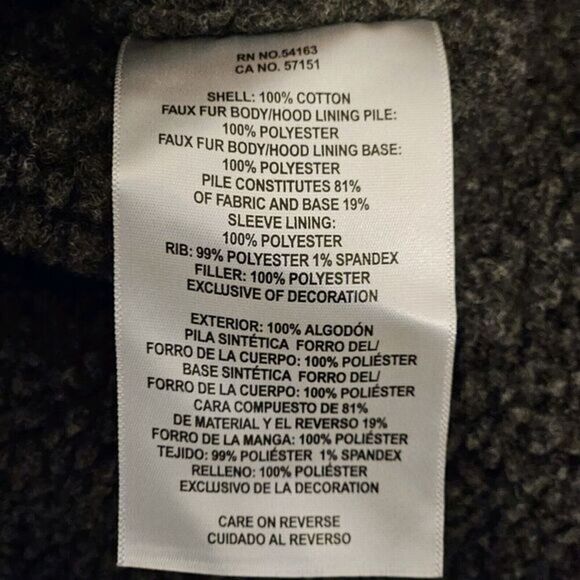 RN NO.54163
CA NO. 57151
SHELL: 100% COTTON
FAUX FUR BODY/HOOD LINING PILE:
100% POLYESTER
FAUX FUR BODY/HOOD LINING BASE:
100% POLYESTER
PILE CONSTITUTES 81%
OF FABRIC AND BASE 19%
SLEEVE LINING:
100% POLYESTER
RIB: 99% POLYESTER 1% SPANDEX
FILLER: 100% POLYESTER
EXCLUSIVE OF DECORATION
EXTERIOR: 100% ALGODÓN
PILA SINTÉTICA FORRO DEL/
FORRO DE LA CUERPO: 100% POLIÉSTER
BASE SINTÉTICA FORRO DEL/
FORRO DE LA CUERPO: 100% POLIÉSTER
CARA COMPUESTO DE 81%
DE MATERIAL Y EL REVERSO 19%
FORRO DE LA MANGA: 100% POLIÉSTER
TEJIDO: 99% POLIÉSTER 1% SPANDEX
RELLENO: 100% POLIÉSTER
EXCLUSIVO DE LA DECORATION
CARE ON REVERSE
CUIDADO AL REVERSO